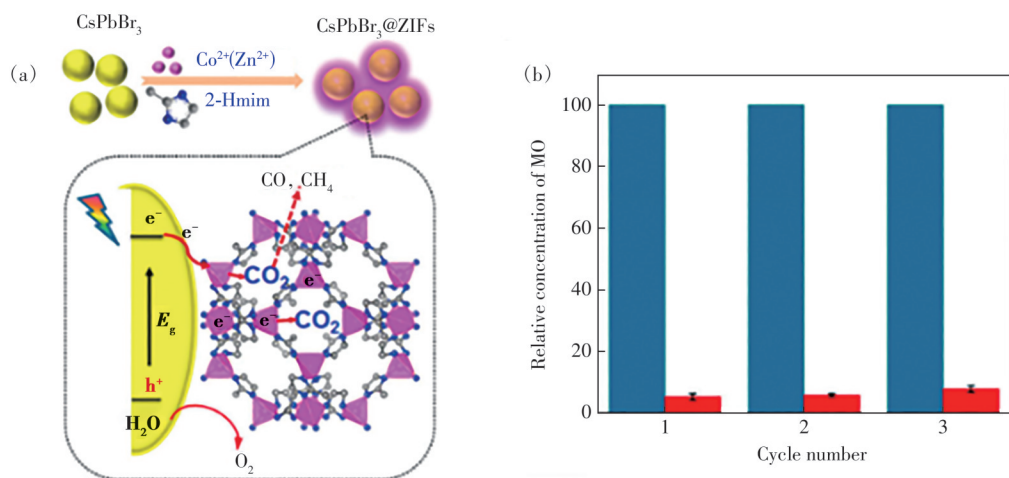 (a)
CsPbBr₃
CsPbBr₃@ZIFs
Co²⁺(Zn²⁺)
2-Hmim
CO, CH₄
e⁻
e⁻
CO₂
e⁻
e⁻
e⁻
CO₂
E_g
h⁺
H₂O
O₂
(b)
Relative concentration of MO
100
80
60
40
20
0
1
2
3
Cycle number